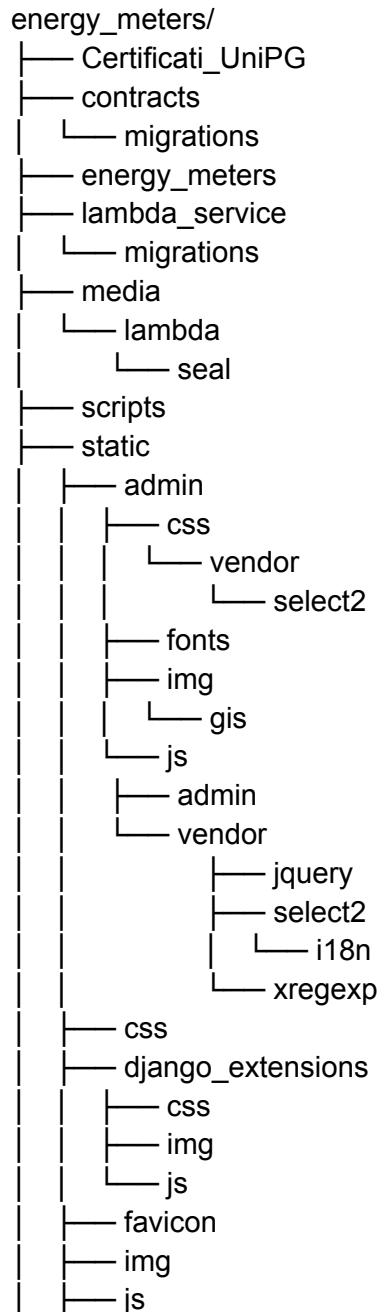 energy_meters/
├── Certificati_UniPG
├── contracts
│   └── migrations
├── energy_meters
├── lambda_service
│   └── migrations
├── media
│   └── lambda
│       └── seal
├── scripts
├── static
│   ├── admin
│   │   ├── css
│   │   │   └── vendor
│   │   │       └── select2
│   │   ├── fonts
│   │   ├── img
│   │   │   └── gis
│   │   └── js
│   │       ├── admin
│   │       └── vendor
│   │           ├── jquery
│   │           ├── select2
│   │           │   └── i18n
│   │           └── xregexp
│   ├── css
│   ├── django_extensions
│   │   ├── css
│   │   ├── img
│   │   └── js
│   ├── favicon
│   ├── img
│   ├── js